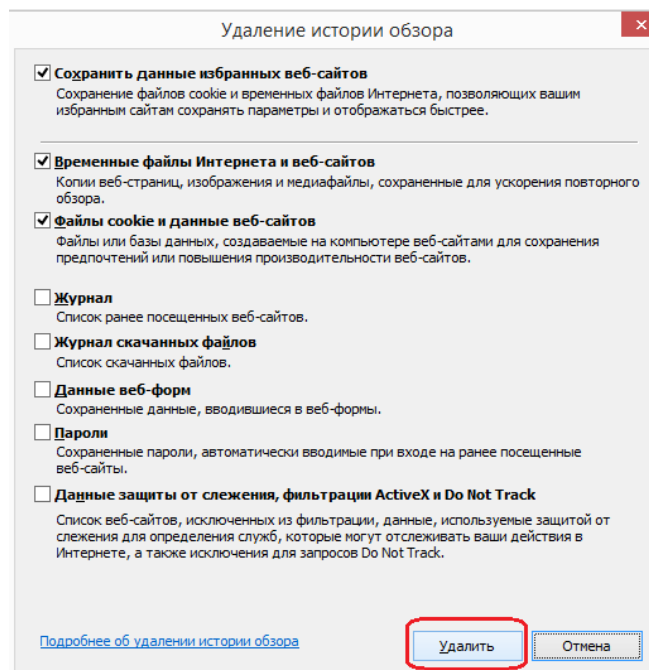 Удаление истории обзора
Сохранить данные избранных веб-сайтов
Сохранение файлов cookie и временных файлов Интернета, позволяющих вашим
избранным сайтам сохранять параметры и отображаться быстрее.
Временные файлы Интернета и веб-сайтов
Копии веб-страниц, изображения и медиафайлы, сохраненные для ускорения повторного
обзора.
Файлы cookie и данные веб-сайтов
Файлы или базы данных, создаваемые на компьютере веб-сайтами для сохранения
предпочтений или повышения производительности веб-сайтов.
Журнал
Список ранее посещенных веб-сайтов.
Журнал скачанных файлов
Список скачанных файлов.
Данные веб-форм
Сохраненные данные, вводившиеся в веб-формы.
Пароли
Сохраненные пароли, автоматически вводимые при входе на ранее посещенные
веб-сайты.
Данные защиты от слежения, фильтрации ActiveX и Do Not Track
Список веб-сайтов, исключенных из фильтрации, данные, используемые защитой от
слежения для определения служб, которые могут отслеживать ваши действия в
Интернете, а также исключения для запросов Do Not Track.
Подробнее об удалении истории обзора
Удалить
Отмена